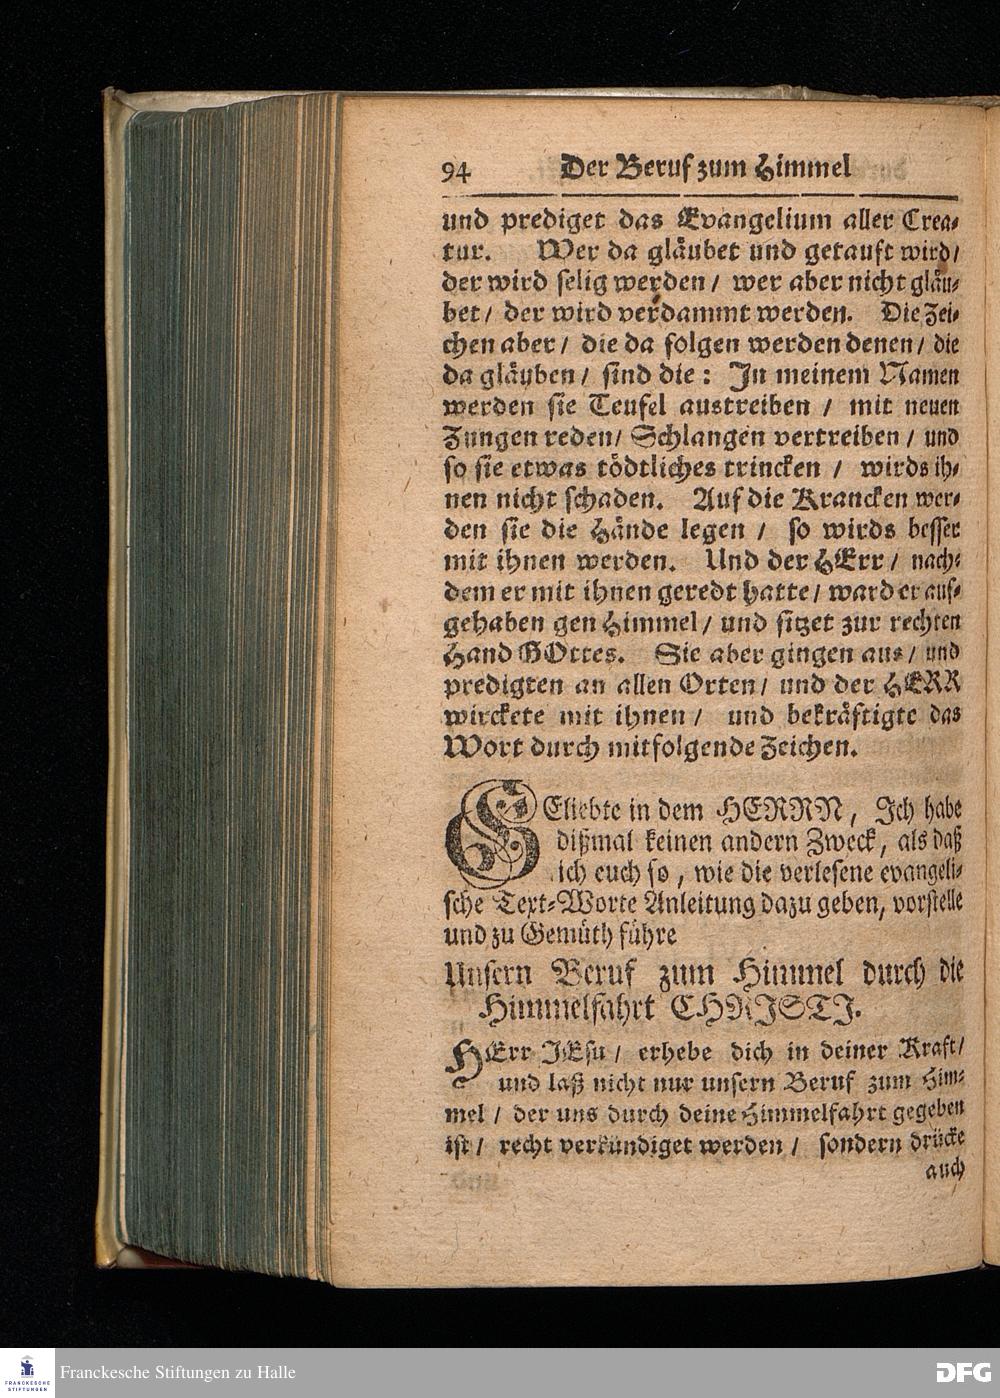 94 Der Beruf zum Himmel
und prediget das Evangelium aller Crea-
tur. Wer da gläubet und getauft wird/
der wird selig werden/ wer aber nicht gläu-
bet/ der wird verdammt werden. Die Zei-
chen aber/ die da folgen werden denen/ die
da gläuben/ sind die: In meinem Namen
werden sie Teufel austreiben/ mit neuen
Zungen reden/ Schlangen vertreiben/ und
so sie etwas tödtliches trincken/ wirds ih-
nen nicht schaden. Auf die Krancken wer-
den sie die Hände legen/ so wirds besser
mit ihnen werden. Und der HErr/ nach-
dem er mit ihnen geredt hatte/ ward er auf-
gehaben gen Himmel/ und sitzet zur rechten
Hand GOttes. Sie aber gingen aus/ und
predigten an allen Orten/ und der HERR
wirckete mit ihnen/ und bekräftigte das
Wort durch mitfolgende Zeichen.
GEliebte in dem HERRN, Ich habe
dißmal keinen andern Zweck, als daß
ich euch so, wie die verlesene evangeli-
sche Text-Worte Anleitung dazu geben, vorstelle
und zu Gemüth führe
Unsern Beruf zum Himmel durch die
Himmelfahrt CHRISTI.
HErr JEsu/ erhebe dich in deiner Kraft/
und laß nicht nur unsern Beruf zum Him-
mel/ der uns durch deine Himmelfahrt gegeben
ist/ recht verkündiget werden/ sondern drücke
auch
FRANCKESCHE
STIFTUNGEN
Franckesche Stiftungen zu Halle
DFG